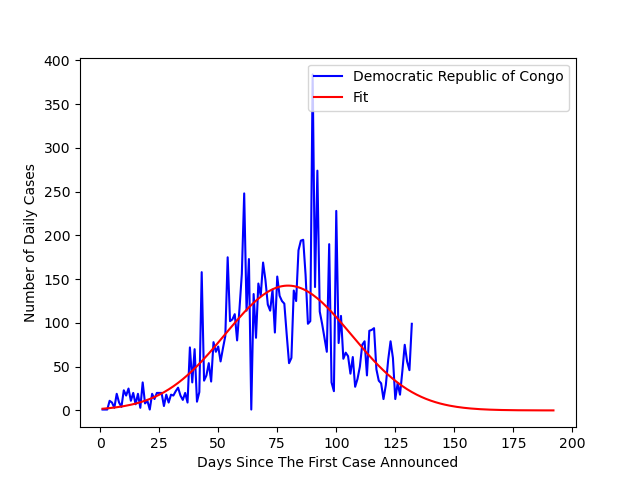 Democratic Republic of Congo
Fit
400
350
300
250
200
150
100
50
0
Number of Daily Cases
0 25 50 75 100 125 150 175 200
Days Since The First Case Announced